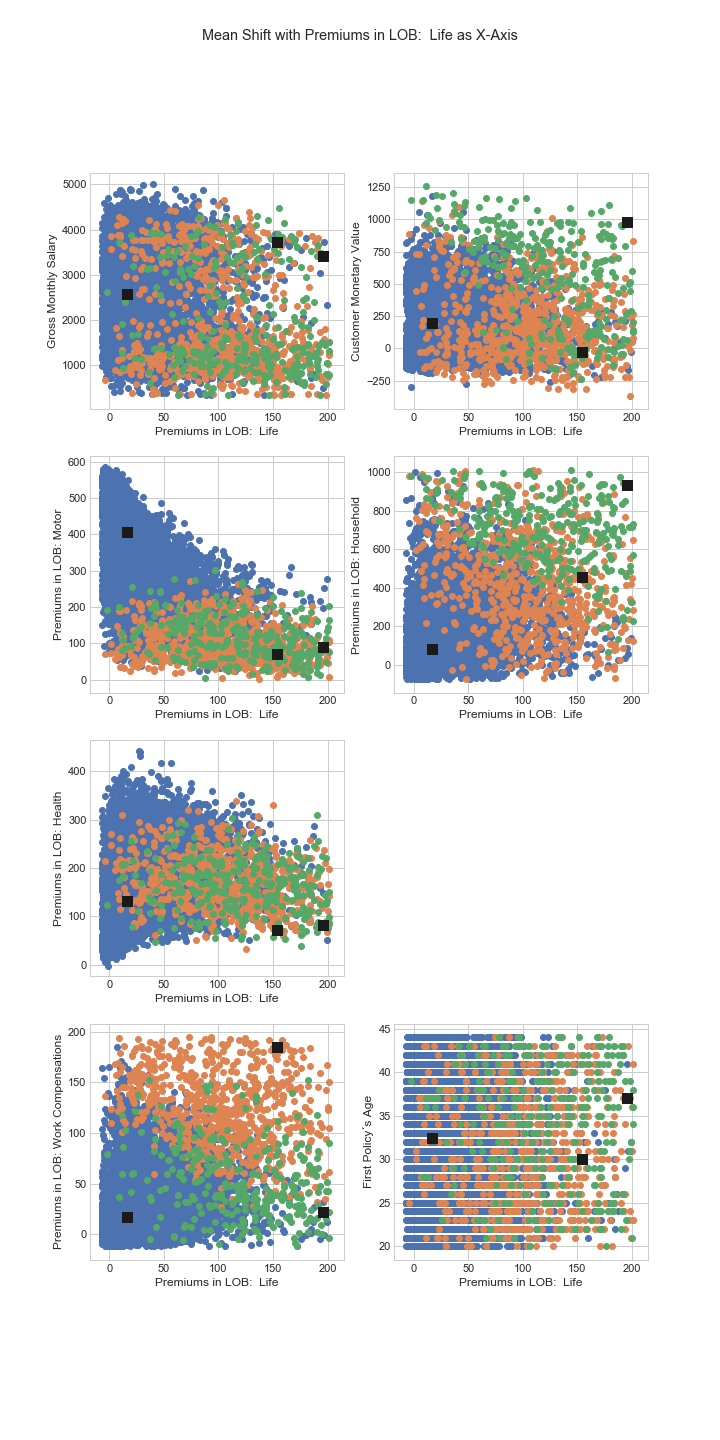 Mean Shift with Premiums in LOB:  Life as X-Axis
Gross Monthly Salary
5000
4000
3000
2000
1000
0 50 100 150 200
Premiums in LOB:  Life
Customer Monetary Value
1250
1000
750
500
250
0
−250
0 50 100 150 200
Premiums in LOB:  Life
Premiums in LOB: Motor
600
500
400
300
200
100
0
0 50 100 150 200
Premiums in LOB:  Life
Premiums in LOB: Household
1000
800
600
400
200
0
0 50 100 150 200
Premiums in LOB:  Life
Premiums in LOB: Health
400
300
200
100
0
0 50 100 150 200
Premiums in LOB:  Life
Premiums in LOB: Work Compensations
200
150
100
50
0
0 50 100 150 200
Premiums in LOB:  Life
First Policy´s Age
45
40
35
30
25
20
0 50 100 150 200
Premiums in LOB:  Life